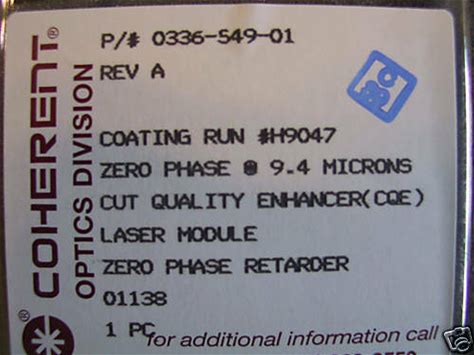 P/# 0336-549-01
REV A
COATING RUN #H9047
ZERO PHASE @ 9.4 MICRONS
CUT QUALITY ENHANCER(CQE)
LASER MODULE
ZERO PHASE RETARDER
01138
1 PC
for additional information call
COHERENT®
OPTICS DIVISION
®